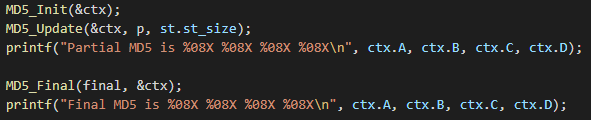 MD5_Init(&ctx);
MD5_Update(&ctx, p, st.st_size);
printf("Partial MD5 is %08X %08X %08X %08X\n", ctx.A, ctx.B, ctx.C, ctx.D);
MD5_Final(final, &ctx);
printf("Final MD5 is %08X %08X %08X %08X\n", ctx.A, ctx.B, ctx.C, ctx.D);